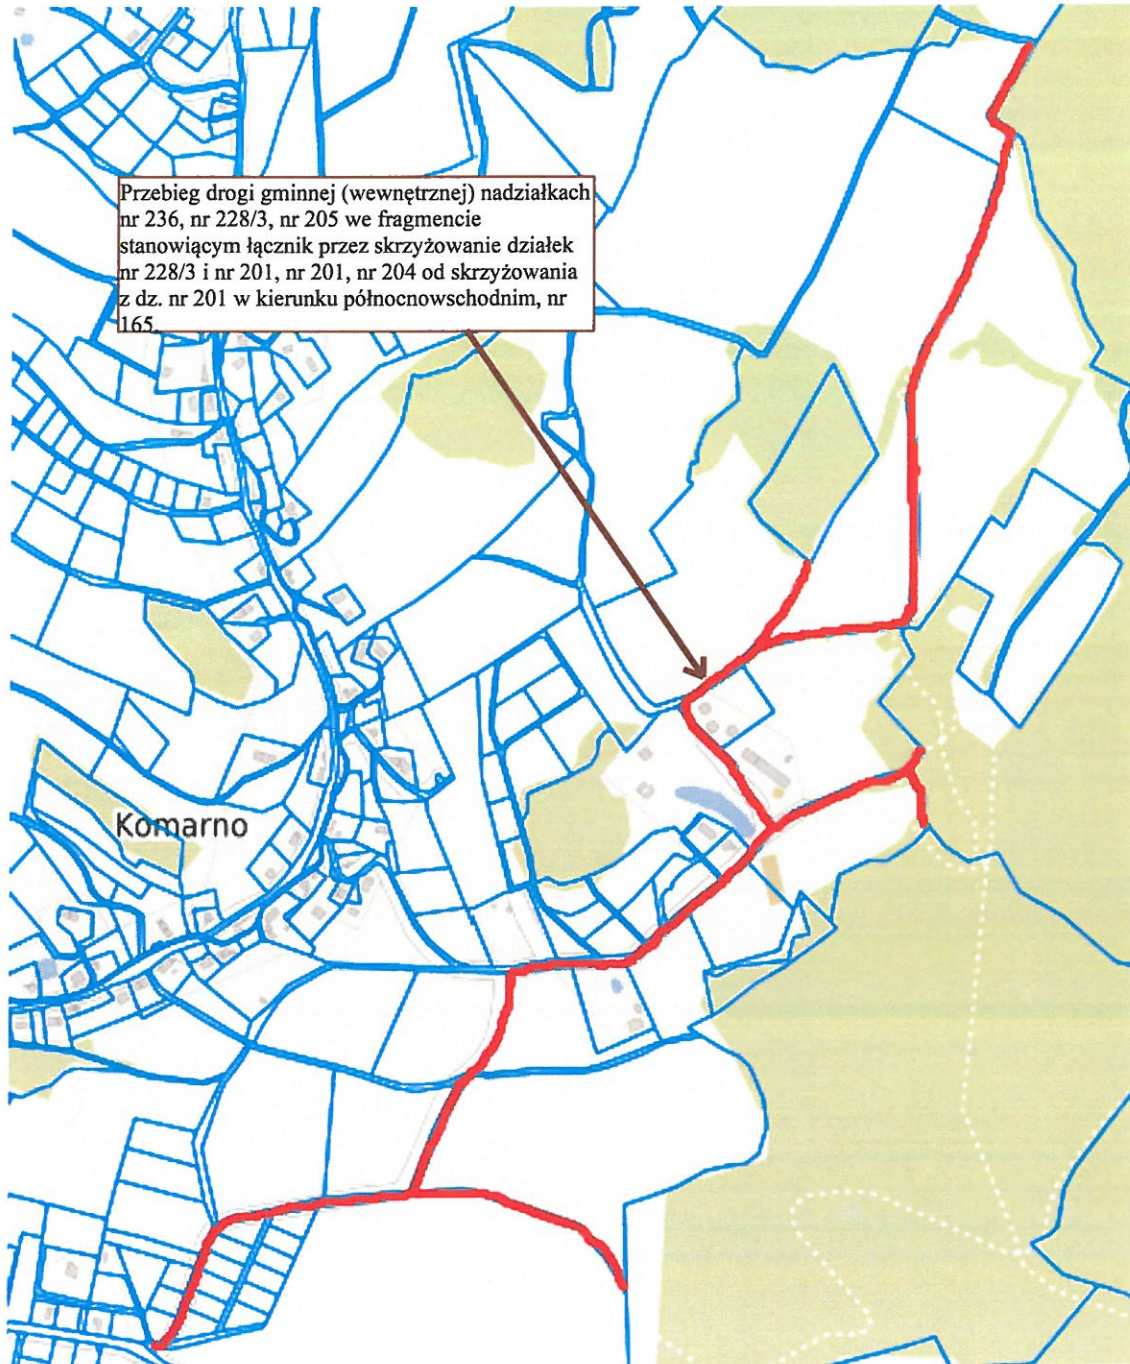 Przebieg drogi gminnej (wewnętrznej) nadziałkach
nr 236, nr 228/3, nr 205 we fragmencie
stanowiącym łącznik przez skrzyżowanie działek
nr 228/3 i nr 201, nr 201, nr 204 od skrzyżowania
z dz. nr 201 w kierunku północnowschodnim, nr
165.
Komarno